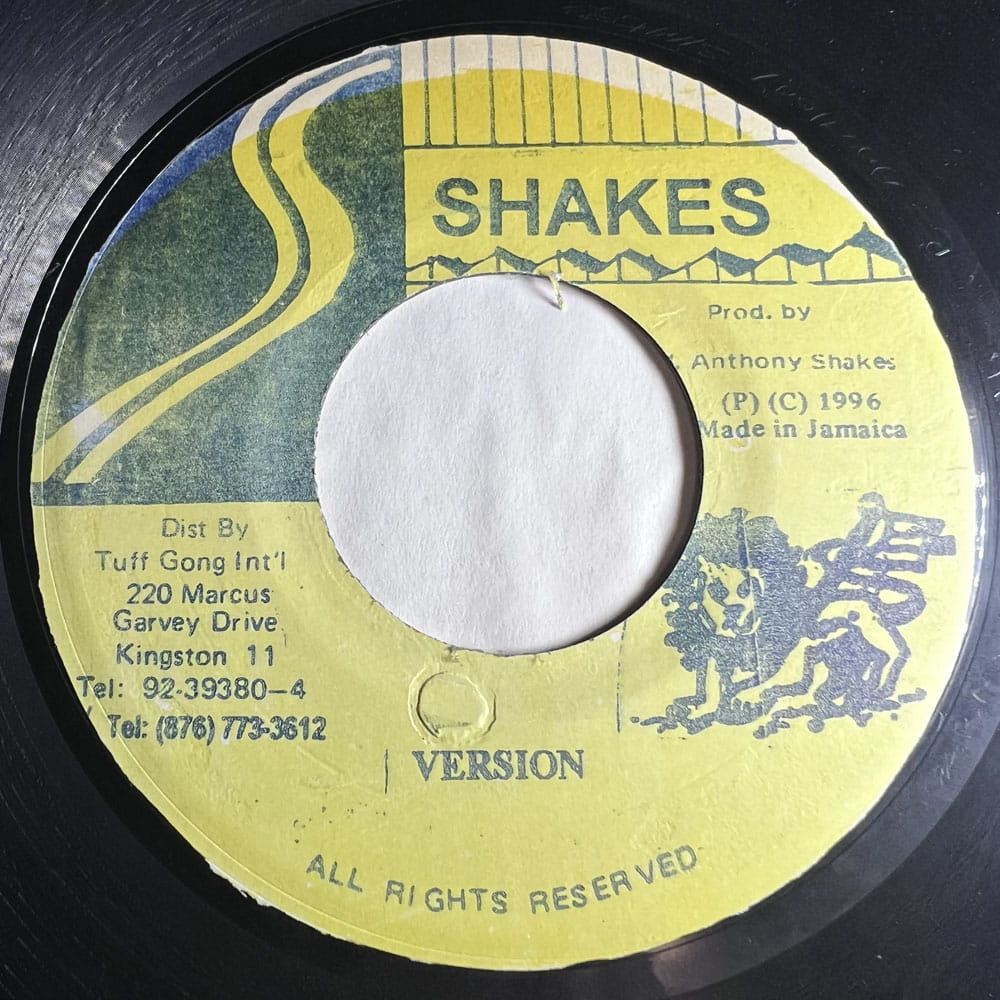 SHAKES
Prod. by
Anthony Shakes
(P) (C) 1996
Made in Jamaica
Dist By
Tuff Gong Int'l
220 Marcus
Garvey Drive
Kingston 11
Tel: 92-39380-4
Tel: (876) 773-3612
VERSION
ALL RIGHTS RESERVED